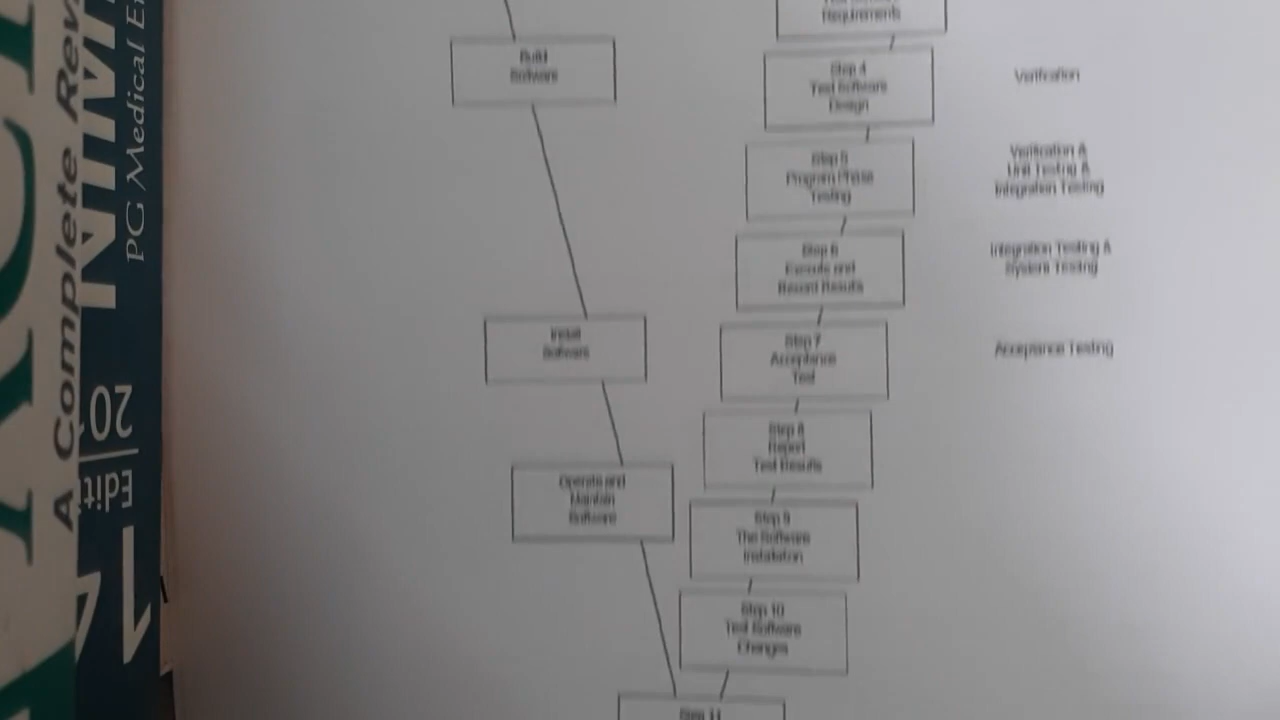 A Complete Rev
PG Medical E
20
Editi
1
Requirements
Build
Software
Step 4
Test Software
Design
Verification
Step 5
Program Phase
Testing
Verification &
Unit Testing &
Integration Testing
Step 6
Execute and
Record Results
Integration Testing &
System Testing
Install
Software
Step 7
Acceptance
Test
Acceptance Testing
Step 8
Report
Test Results
Operate and
Maintain
Software
Step 9
The Software
Installation
Step 10
Test Software
Changes
Step 11